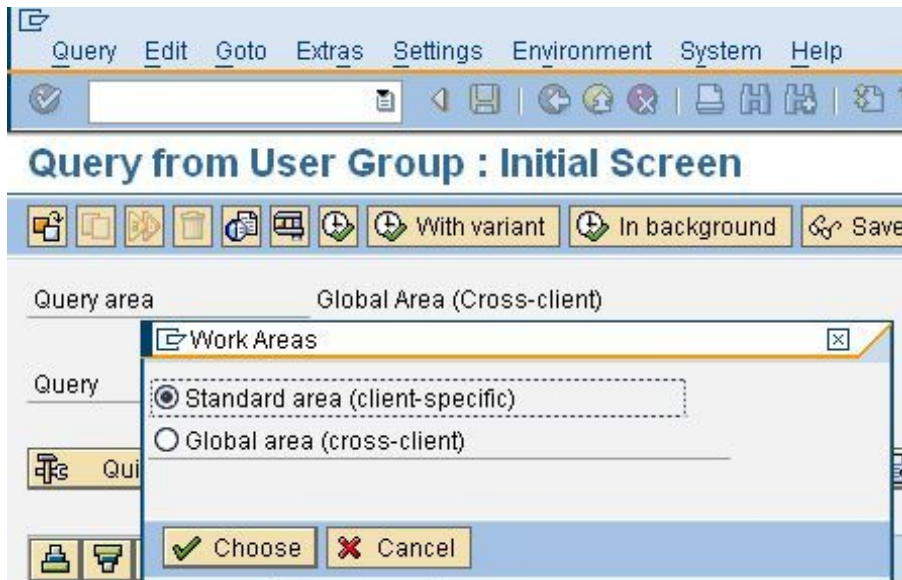 Query Edit Goto Extras Settings Environment System Help
Query from User Group : Initial Screen
With variant In background Save
Query area Global Area (Cross-client)
Work Areas
Query
Standard area (client-specific)
Global area (cross-client)
Qui
Choose Cancel